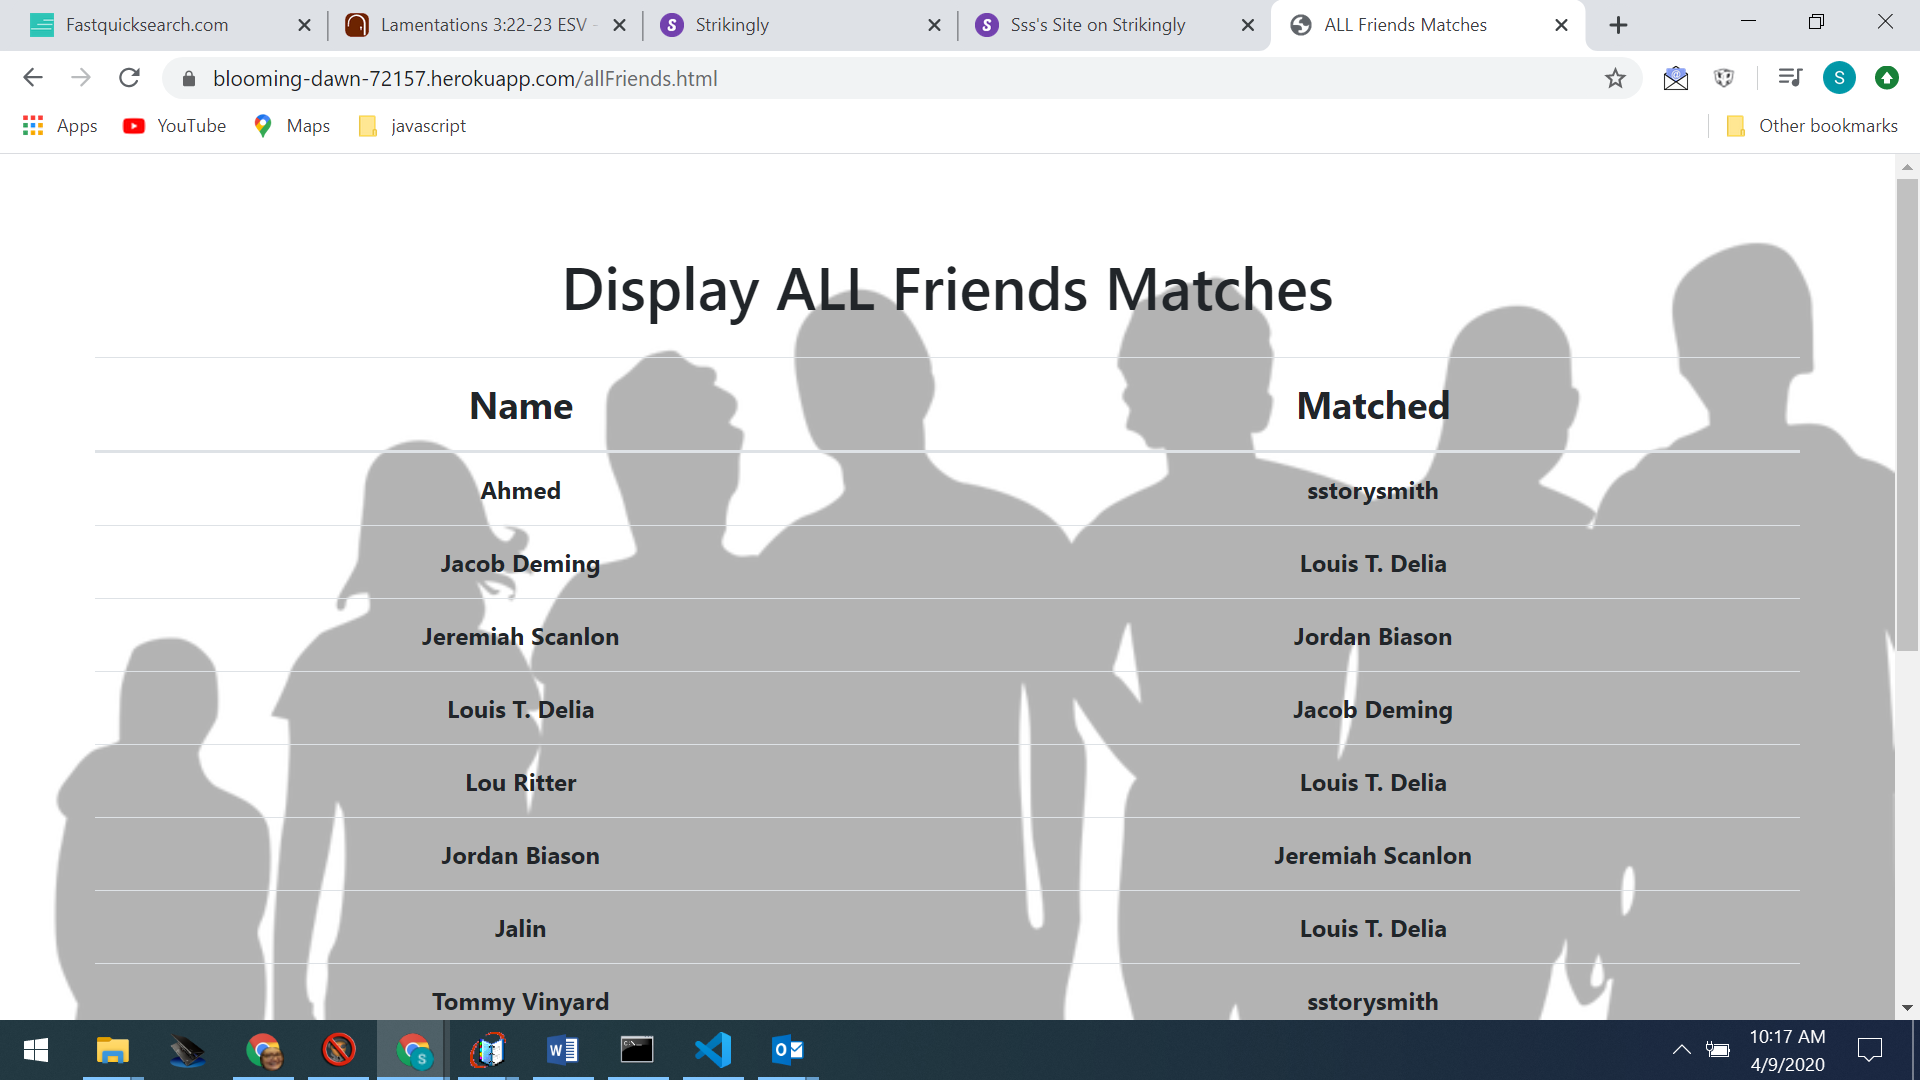 Fastquicksearch.com
Lamentations 3:22-23 ESV -
S Strikingly
S Sss's Site on Strikingly
ALL Friends Matches
blooming-dawn-72157.herokuapp.com/allFriends.html
S
Apps YouTube Maps javascript Other bookmarks
Display ALL Friends Matches
Name Matched
Ahmed sstorysmith
Jacob Deming Louis T. Delia
Jeremiah Scanlon Jordan Biason
Louis T. Delia Jacob Deming
Lou Ritter Louis T. Delia
Jordan Biason Jeremiah Scanlon
Jalin Louis T. Delia
Tommy Vinyard sstorysmith
10:17 AM
4/9/2020